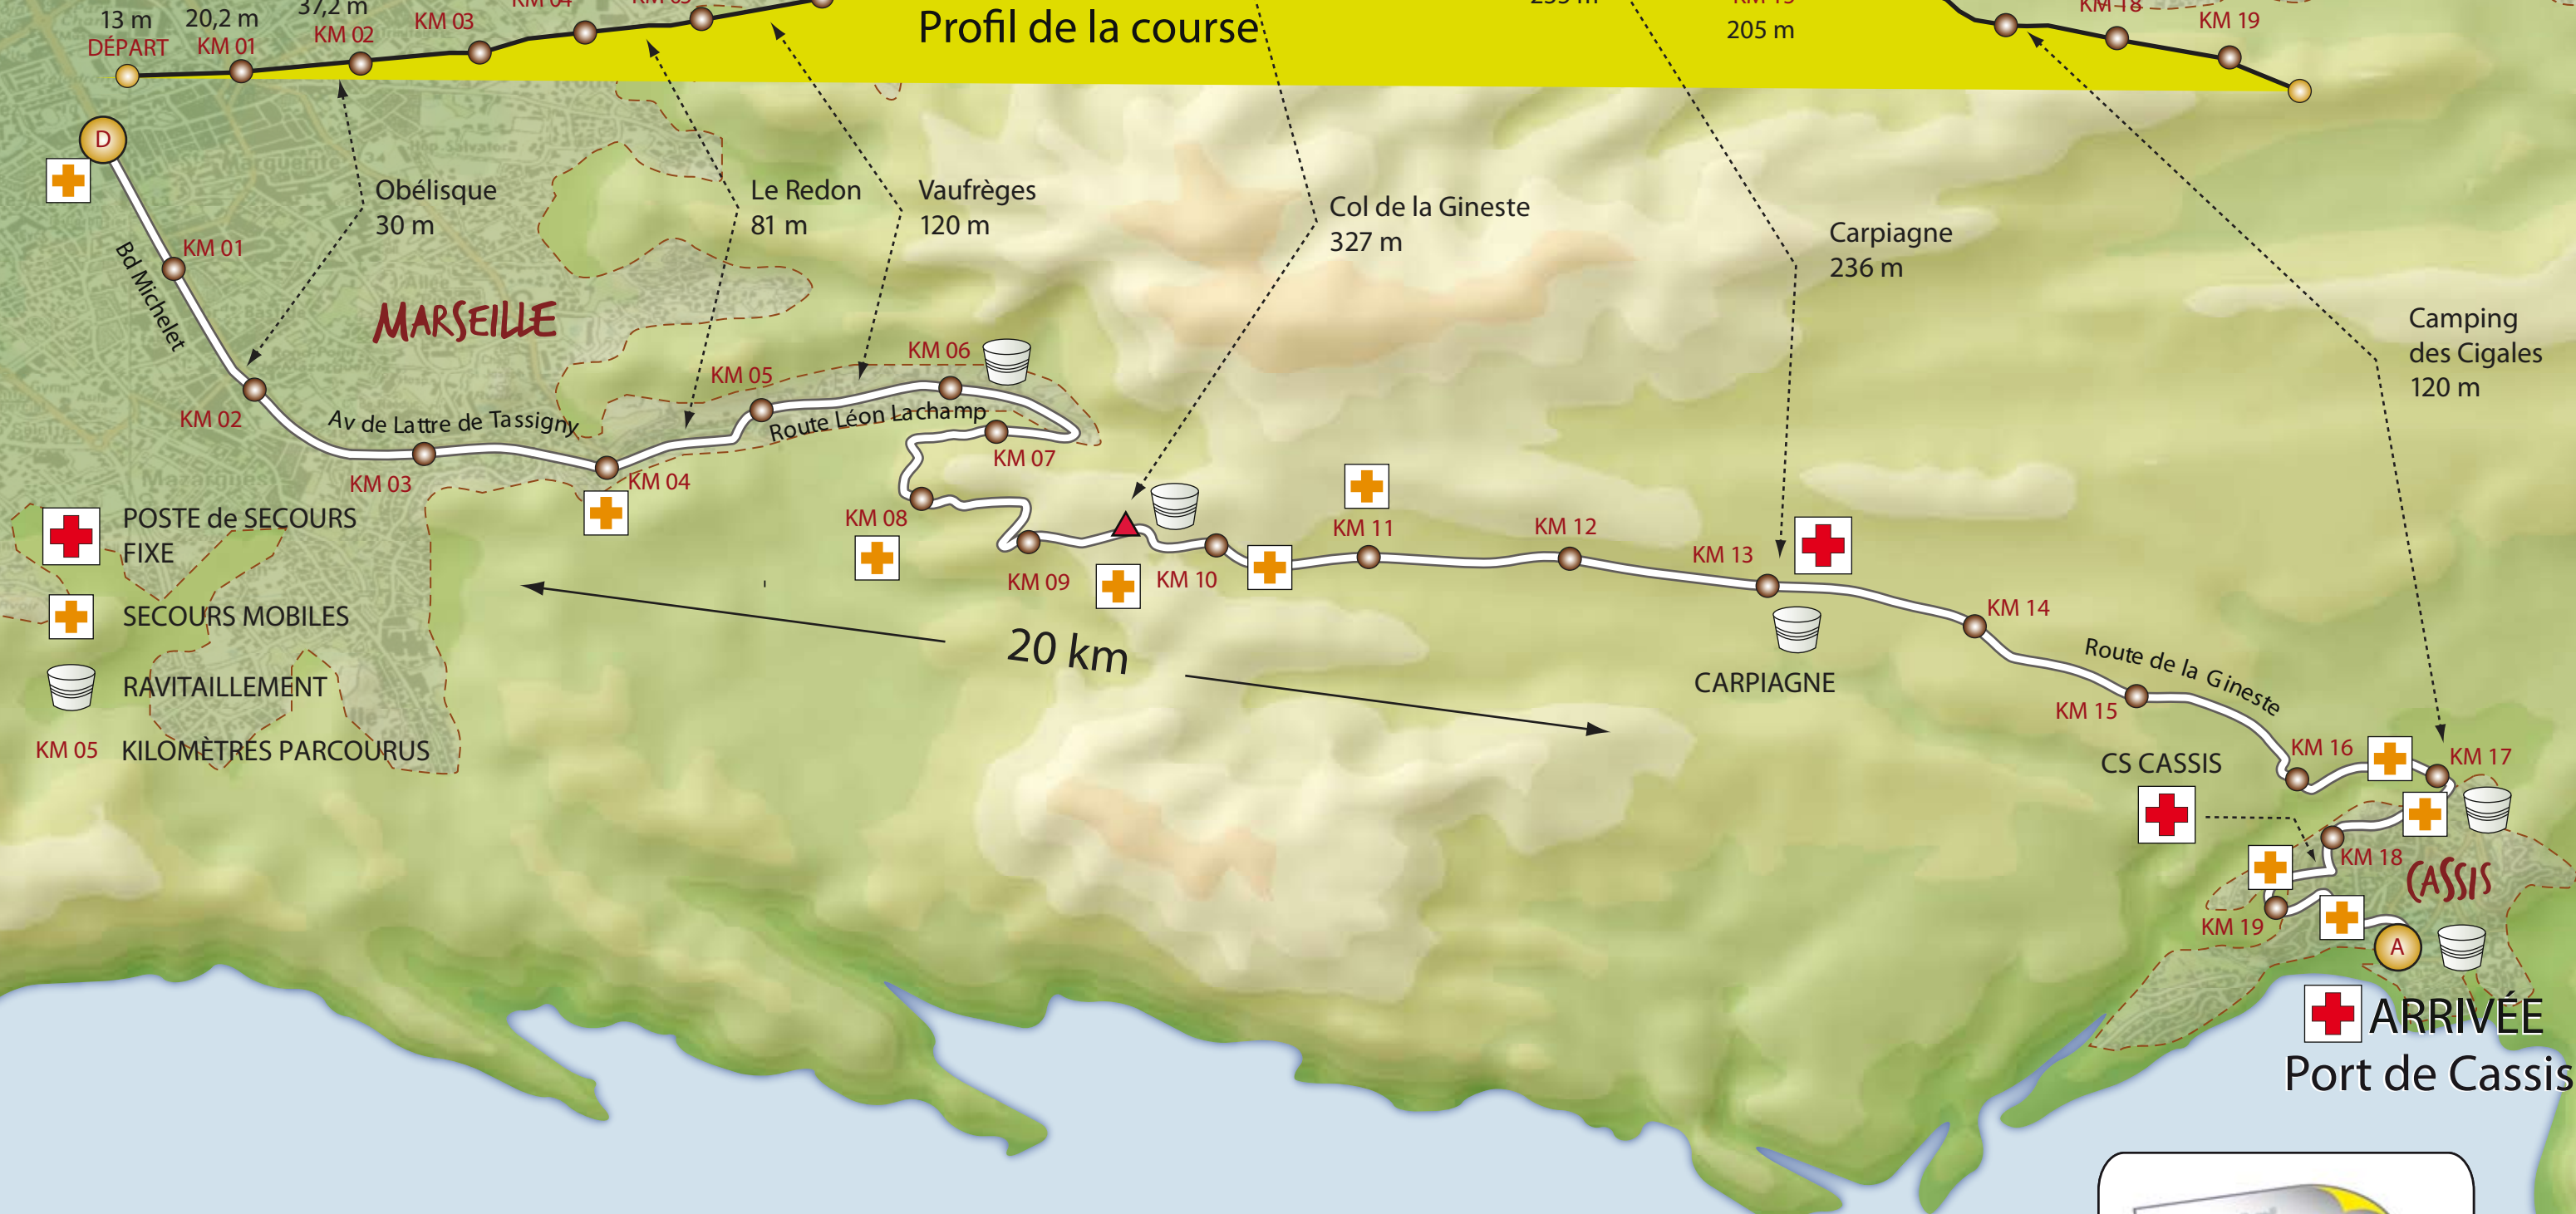 13 m
20,2 m
37,2 m
DÉPART
KM 01
KM 02
KM 03
Profil de la course
205 m
KM 18
KM 19
D
Obélisque
30 m
Le Redon
81 m
Vaufrèges
120 m
Col de la Gineste
327 m
Carpiagne
236 m
Camping
des Cigales
120 m
KM 01
Bd Michelet
MARSEILLE
KM 02
Av de Lattre de Tassigny
KM 03
KM 04
KM 05
KM 06
Route Léon Lachamp
KM 07
KM 08
KM 09
KM 10
KM 11
KM 12
KM 13
KM 14
Mazargues
POSTE de SECOURS
FIXE
SECOURS MOBILES
RAVITAILLEMENT
KM 05 KILOMÈTRES PARCOURUS
20 km
CARPIAGNE
Route de la Gineste
KM 15
KM 16
KM 17
CS CASSIS
KM 18
CASSIS
KM 19
A
ARRIVÉE
Port de Cassis